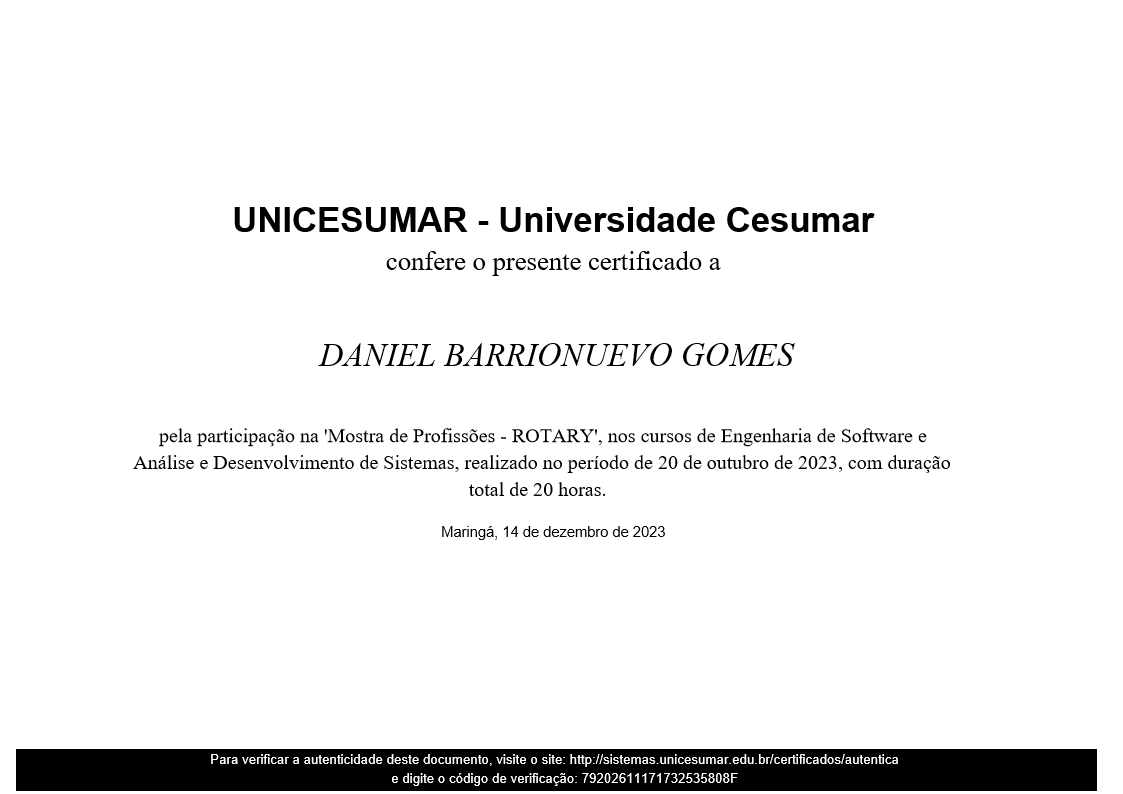 UNICESUMAR - Universidade Cesumar
confere o presente certificado a
DANIEL BARRIONUEVO GOMES
pela participação na 'Mostra de Profissões - ROTARY', nos cursos de Engenharia de Software e
Análise e Desenvolvimento de Sistemas, realizado no período de 20 de outubro de 2023, com duração
total de 20 horas.
Maringá, 14 de dezembro de 2023
Para verificar a autenticidade deste documento, visite o site: http://sistemas.unicesumar.edu.br/certificados/autentica
e digite o código de verificação: 79202611171732535808F